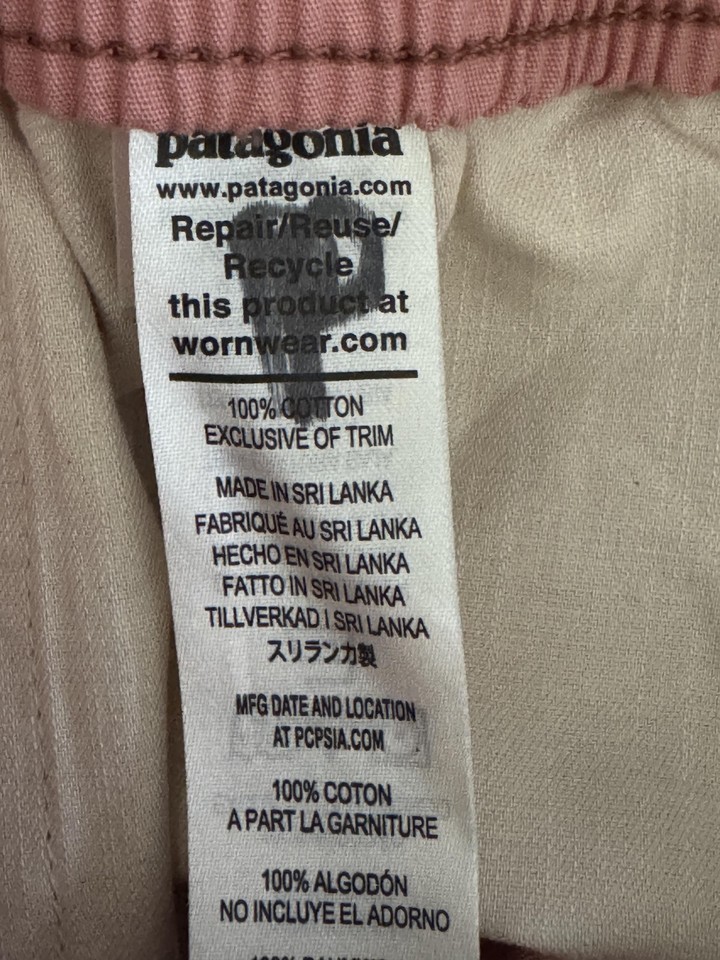 patagonia
www.patagonia.com
Repair/Reuse/
Recycle
this product at
wornwear.com
100% COTTON
EXCLUSIVE OF TRIM
MADE IN SRI LANKA
FABRIQUÉ AU SRI LANKA
HECHO EN SRI LANKA
FATTO IN SRI LANKA
TILLVERKAD I SRI LANKA
スリランカ製
MFG DATE AND LOCATION
AT PCPSIA.COM
100% COTON
A PART LA GARNITURE
100% ALGODÓN
NO INCLUYE EL ADORNO